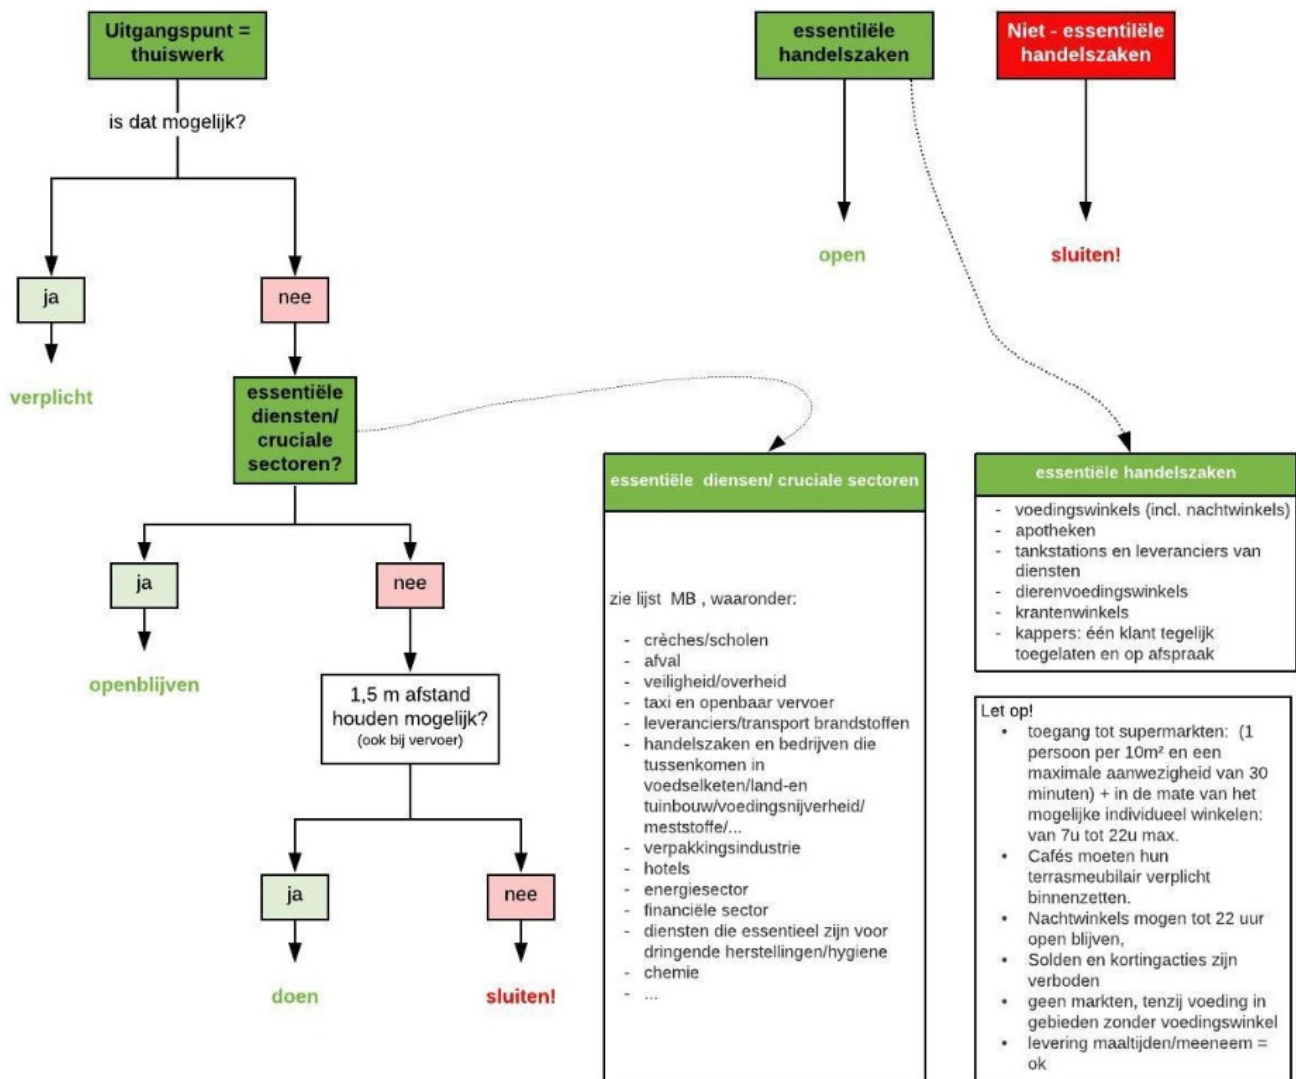 Uitgangspunt =
thuiswerk
is dat mogelijk?
ja
nee
verplicht
essentiële
diensten/
cruciale
sectoren?
ja
nee
openblijven
1,5 m afstand
houden mogelijk?
(ook bij vervoer)
ja
nee
doen
sluiten!
essentilële
handelszaken
open
Niet - essentilële
handelszaken
sluiten!
essentiële diensen/ cruciale sectoren
zie lijst MB , waaronder:
- crèches/scholen
- afval
- veiligheid/overheid
- taxi en openbaar vervoer
- leveranciers/transport brandstoffen
- handelszaken en bedrijven die
tussenkomen in
voedselketen/land-en
tuinbouw/voedingsnijverheid/
meststoffe/...
- verpakkingsindustrie
- hotels
- energiesector
- financiële sector
- diensten die essentieel zijn voor
dringende herstellingen/hygiene
- chemie
- ...
essentiële handelszaken
- voedingswinkels (incl. nachtwinkels)
- apotheken
- tankstations en leveranciers van
diensten
- dierenvoedingswinkels
- krantenwinkels
- kappers: één klant tegelijk
toegelaten en op afspraak
Let op!
• toegang tot supermarkten: (1
persoon per 10m² en een
maximale aanwezigheid van 30
minuten) + in de mate van het
mogelijke individueel winkelen:
van 7u tot 22u max.
• Cafés moeten hun
terrasmeubilair verplicht
binnenzetten.
• Nachtwinkels mogen tot 22 uur
open blijven,
• Solden en kortingacties zijn
verboden
• geen markten, tenzij voeding in
gebieden zonder voedingswinkel
• levering maaltijden/meeneem =
ok